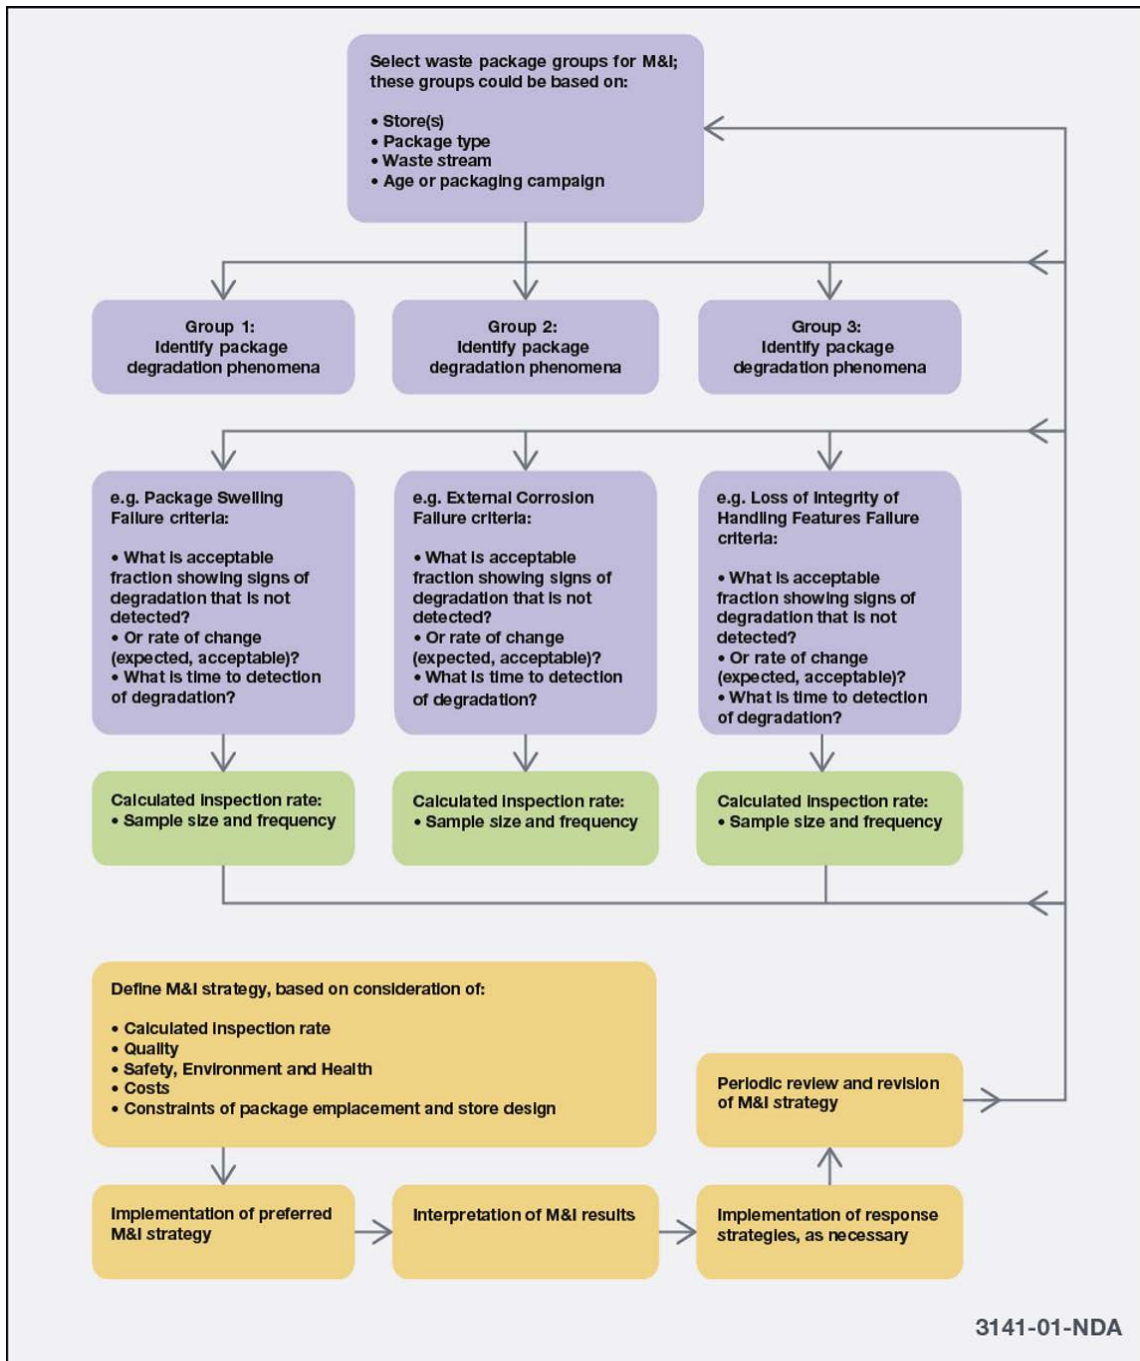 Select waste package groups for M&I;
these groups could be based on:
• Store(s)
• Package type
• Waste stream
• Age or packaging campaign
Group 1:
Identify package
degradation phenomena
Group 2:
Identify package
degradation phenomena
Group 3:
Identify package
degradation phenomena
e.g. Package Swelling
Failure criteria:
• What is acceptable
fraction showing signs of
degradation that is not
detected?
• Or rate of change
(expected, acceptable)?
• What is time to detection
of degradation?
e.g. External Corrosion
Failure criteria:
• What is acceptable
fraction showing signs of
degradation that is not
detected?
• Or rate of change
(expected, acceptable)?
• What is time to detection
of degradation?
e.g. Loss of Integrity of
Handling Features Failure
criteria:
• What is acceptable
fraction showing signs of
degradation that is not
detected?
• Or rate of change
(expected, acceptable)?
• What is time to detection
of degradation?
Calculated inspection rate:
• Sample size and frequency
Calculated inspection rate:
• Sample size and frequency
Calculated inspection rate:
• Sample size and frequency
Define M&I strategy, based on consideration of:
• Calculated inspection rate
• Quality
• Safety, Environment and Health
• Costs
• Constraints of package emplacement and store design
Periodic review and revision
of M&I strategy
Implementation of preferred
M&I strategy
Interpretation of M&I results
Implementation of response
strategies, as necessary
3141-01-NDA